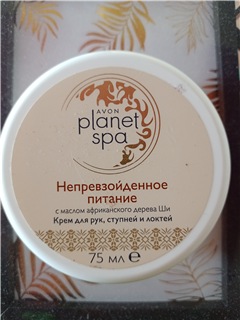 AVON
planet
spa
Непревзойденное
питание
с маслом африканского дерева Ши
Крем для рук, ступней и локтей
75 мл e